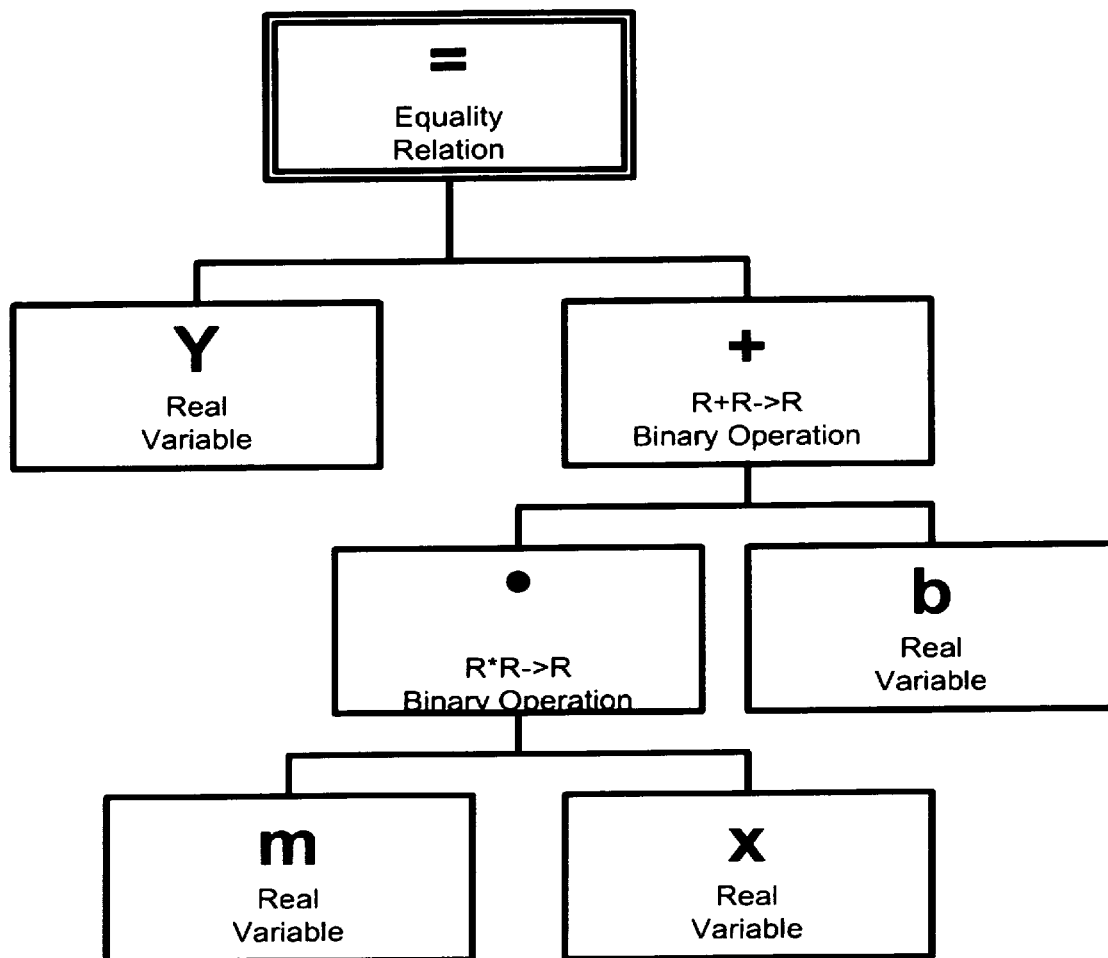 =
Equality
Relation
Y
Real
Variable
+
R+R->R
Binary Operation
•
R*R->R
Binary Operation
b
Real
Variable
m
Real
Variable
x
Real
Variable